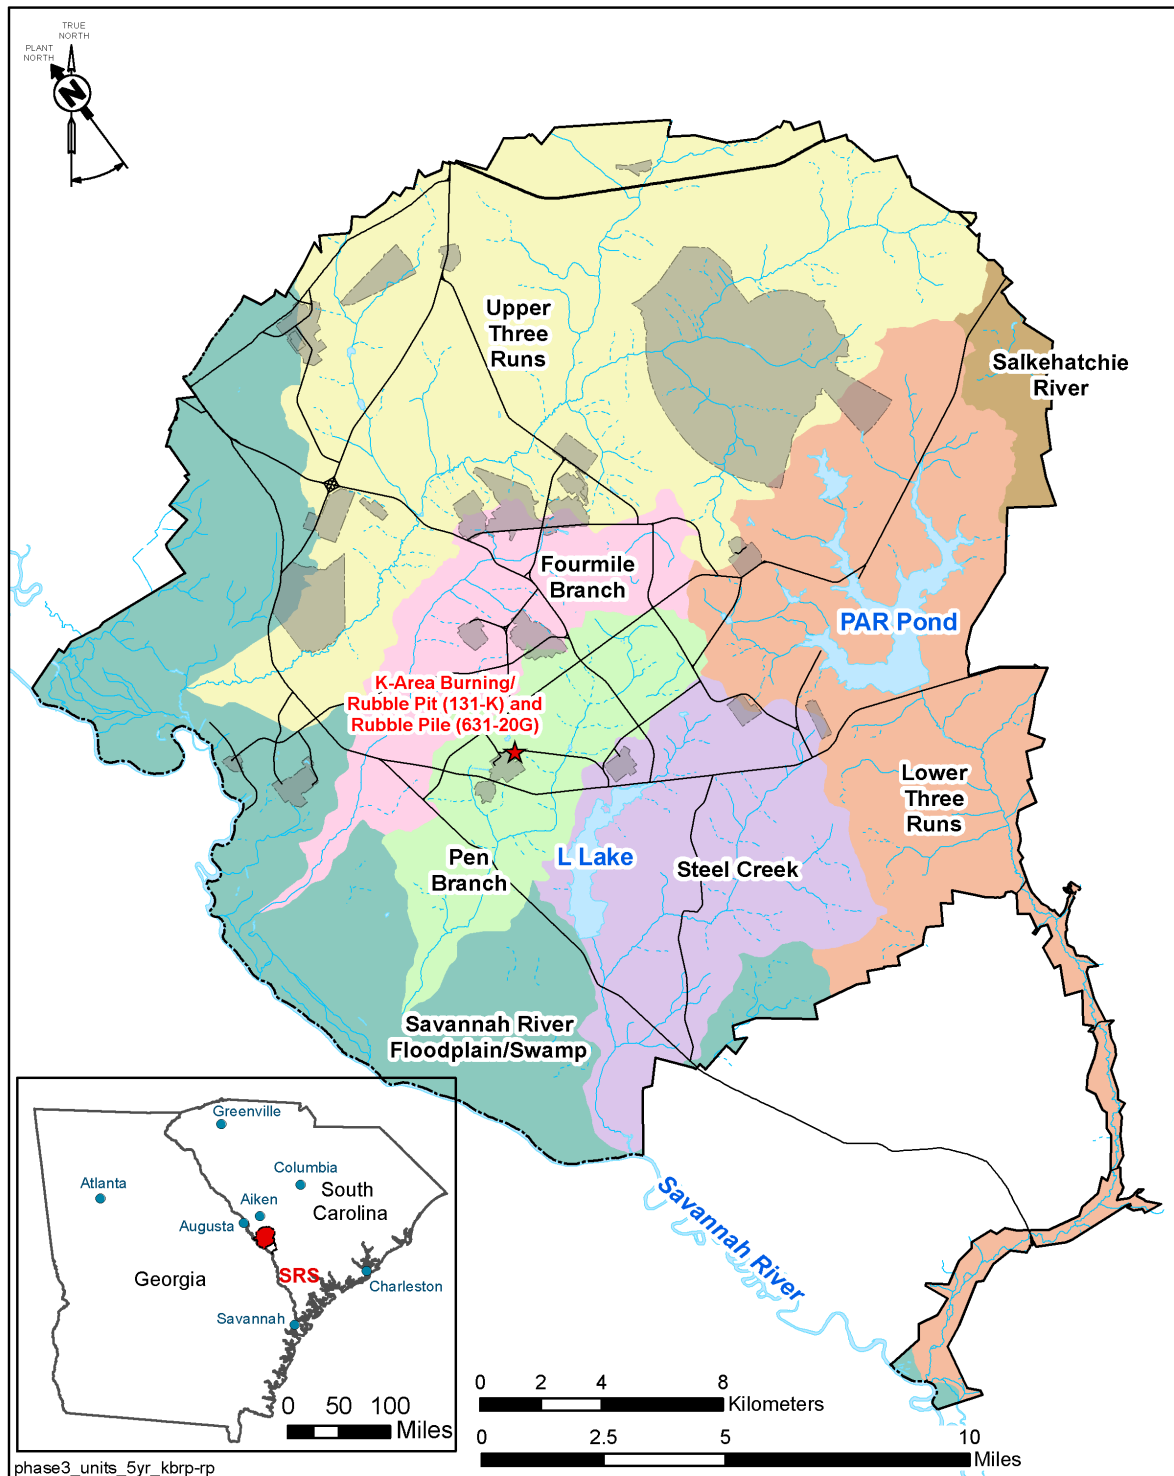 TRUE
NORTH
PLANT
NORTH
N
Upper
Three
Runs
Salkehatchie
River
Fourmile
Branch
PAR Pond
K-Area Burning/
Rubble Pit (131-K) and
Rubble Pile (631-20G)
Lower
Three
Runs
Pen
Branch
L Lake
Steel Creek
Savannah River
Floodplain/Swamp
Savannah River
Greenville
Atlanta
Columbia
Aiken
South
Carolina
Augusta
Georgia
SRS
Charleston
Savannah
0 50 100
Miles
0 2 4 8
Kilometers
0 2.5 5 10
Miles
phase3_units_5yr_kbrp-rp